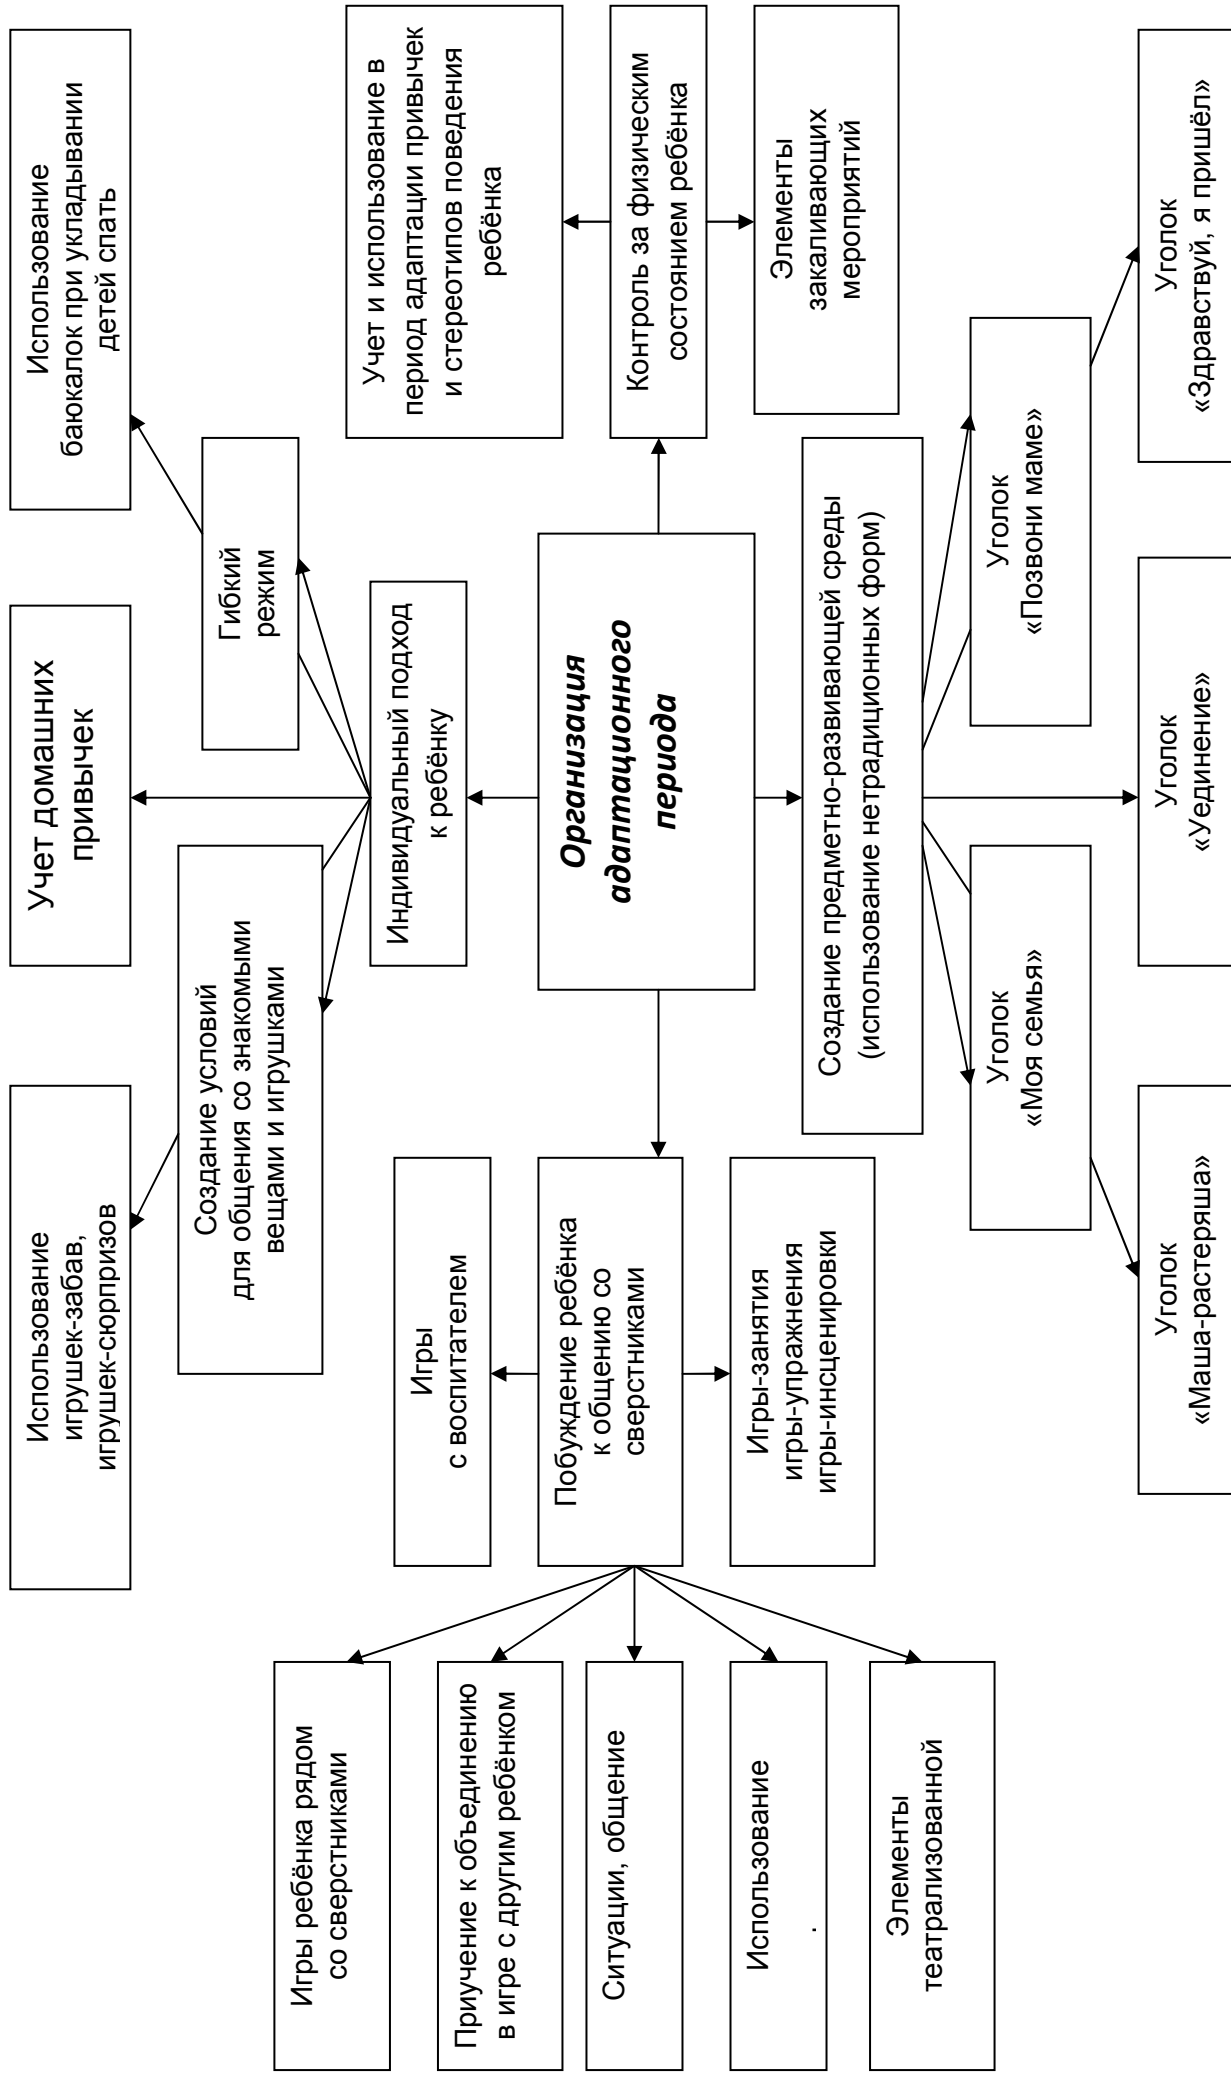 Использование
игрушек-забав,
игрушек-сюрпризов
Учет домашних
привычек
Использование
баюкалок при укладывании
детей спать
Создание условий
для общения со знакомыми
вещами и игрушками
Гибкий
режим
Индивидуальный подход
к ребёнку
Учет и использование в
период адаптации привычек
и стереотипов поведения
ребёнка
Игры ребёнка рядом
со сверстниками
Игры
с воспитателем
Приучение к объединению
в игре с другим ребёнком
Побуждение ребёнка
к общению со
сверстниками
Организация
адаптационного
периода
Контроль за физическим
состоянием ребёнка
Ситуации, общение
Игры-занятия
игры-упражнения
игры-инсценировки
Элементы
закаливающих
мероприятий
Использование
.
Создание предметно-развивающей среды
(использование нетрадиционных форм)
Элементы
театрализованной
Уголок
«Моя семья»
Уголок
«Позвони маме»
Уголок
«Маша-растеряша»
Уголок
«Уединение»
Уголок
«Здравствуй, я пришёл»